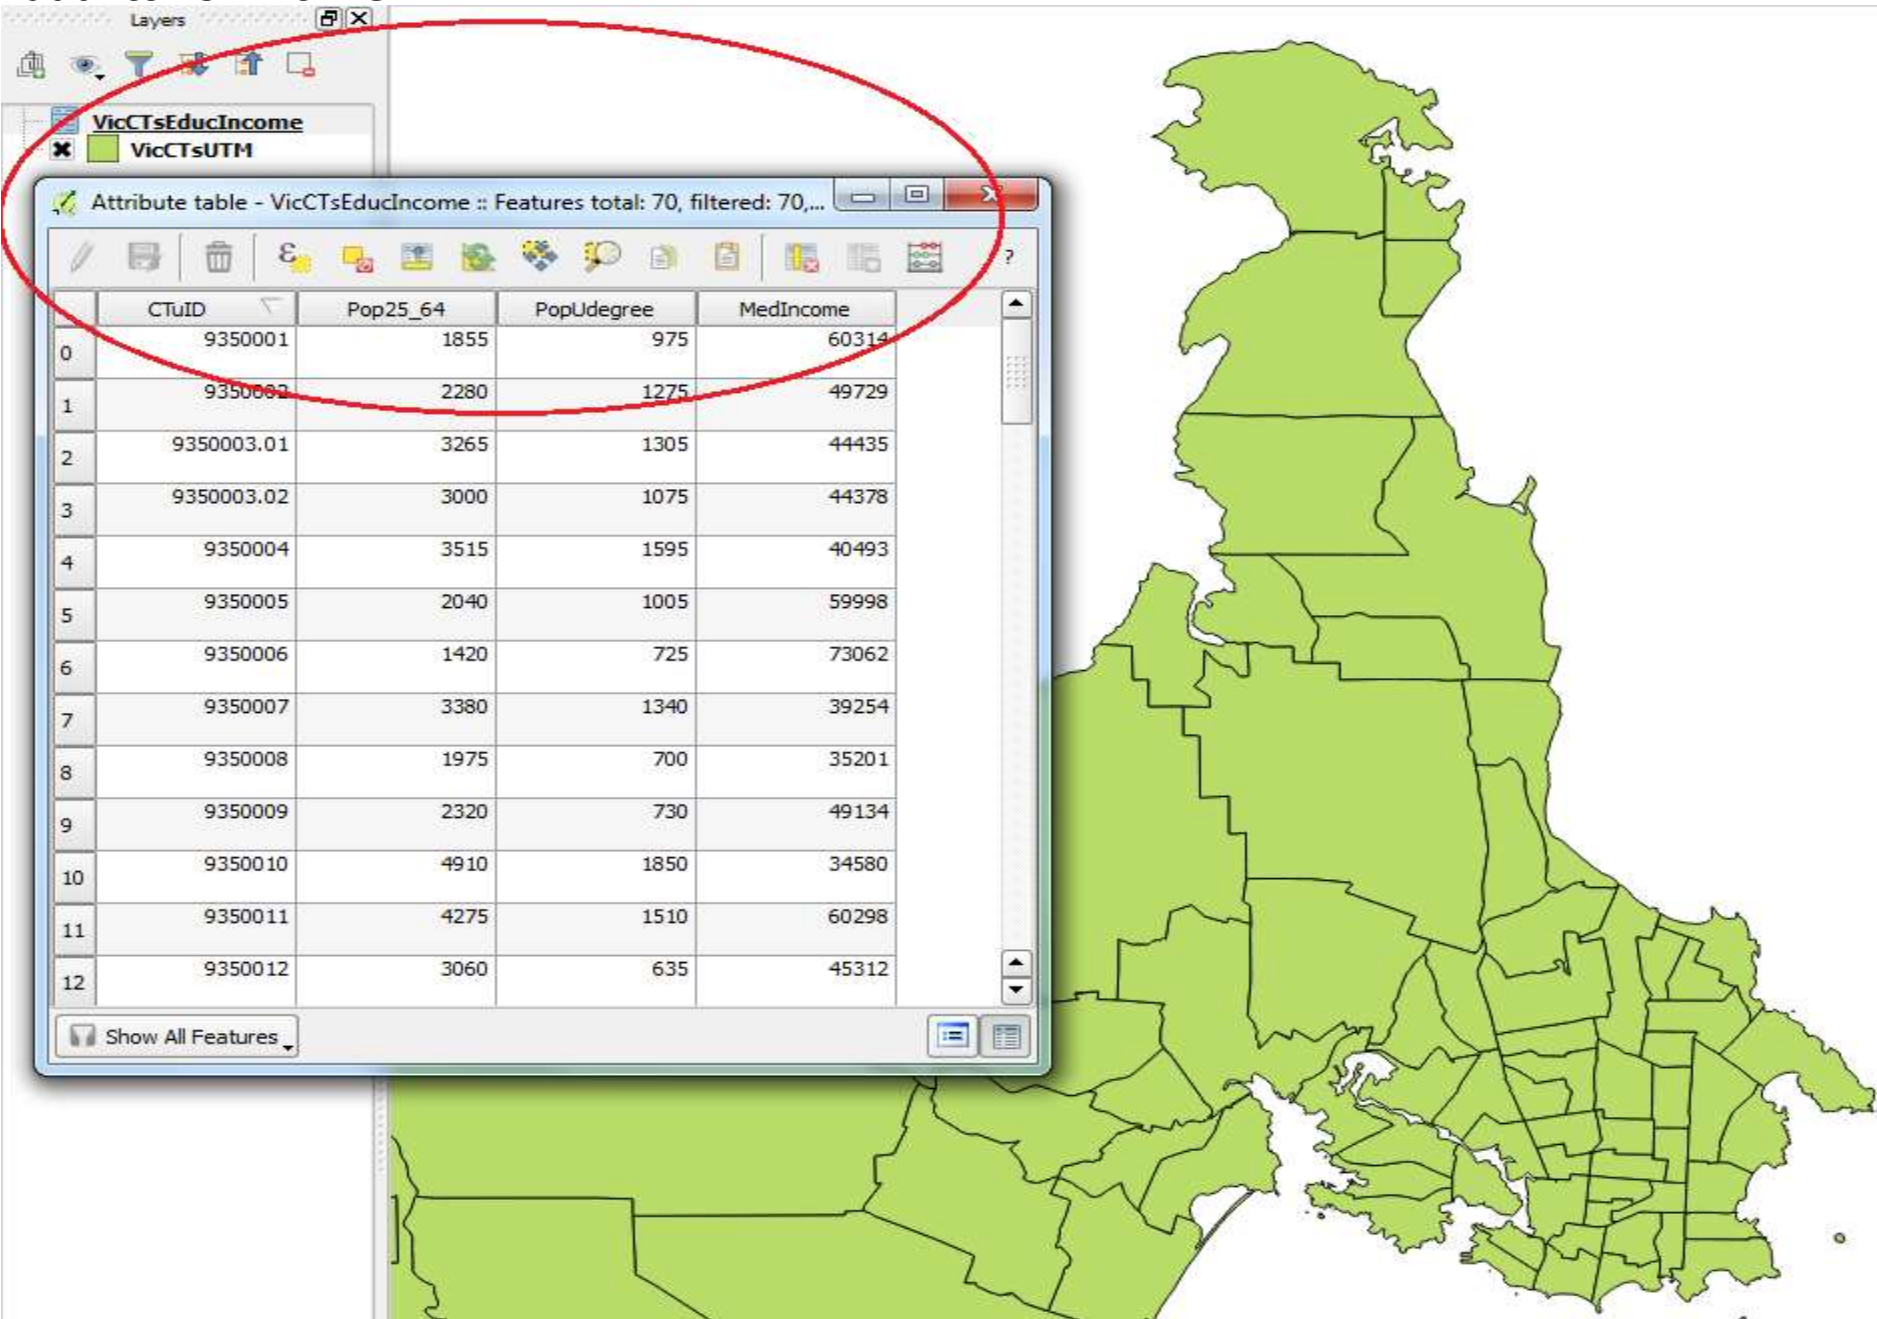 Layers
VicCTsEducIncome
VicCTsUTM
Attribute table - VicCTsEducIncome :: Features total: 70, filtered: 70,...
ε
?
CTuID Pop25_64 PopUdegree MedIncome
0 9350001 1855 975 60314
1 9350002 2280 1275 49729
2 9350003.01 3265 1305 44435
3 9350003.02 3000 1075 44378
4 9350004 3515 1595 40493
5 9350005 2040 1005 59998
6 9350006 1420 725 73062
7 9350007 3380 1340 39254
8 9350008 1975 700 35201
9 9350009 2320 730 49134
10 9350010 4910 1850 34580
11 9350011 4275 1510 60298
12 9350012 3060 635 45312
Show All Features